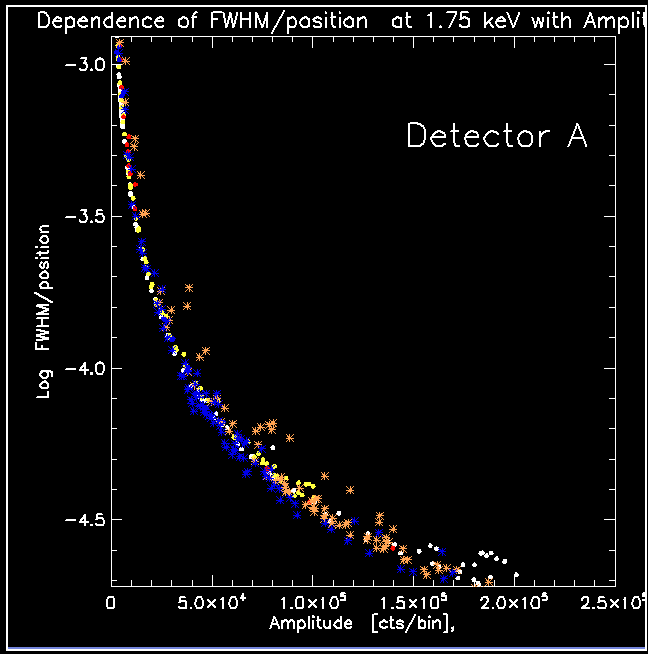 Dependence of FWHM/position at 1.75 keV with Amplit
Detector A
Log FWHM/position
-3.0
-3.5
-4.0
-4.5
0 5.0×10⁴ 1.0×10⁵ 1.5×10⁵ 2.0×10⁵ 2.5×10
Amplitude [cts/bin],